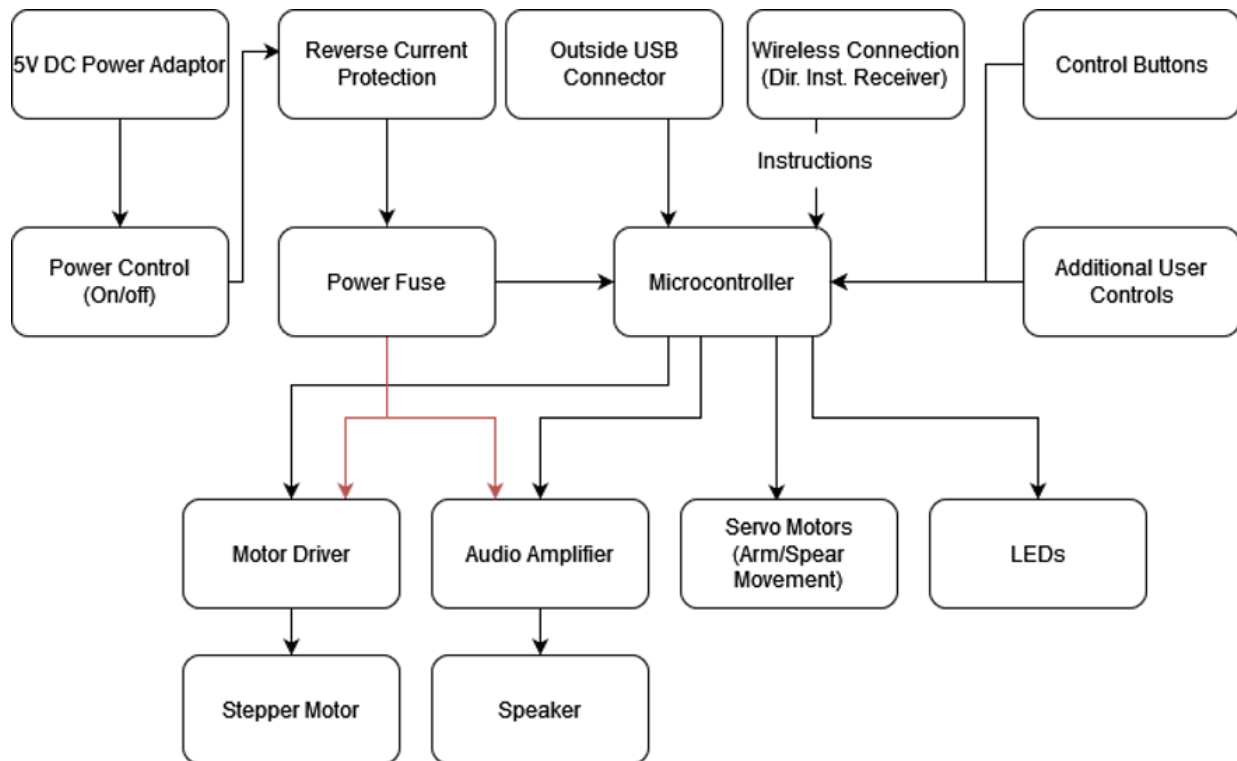 5V DC Power Adaptor
Reverse Current
Protection
Outside USB
Connector
Wireless Connection
(Dir. Inst. Receiver)
Control Buttons
Instructions
Power Control
(On/off)
Power Fuse
Microcontroller
Additional User
Controls
Motor Driver
Audio Amplifier
Servo Motors
(Arm/Spear
Movement)
LEDs
Stepper Motor
Speaker